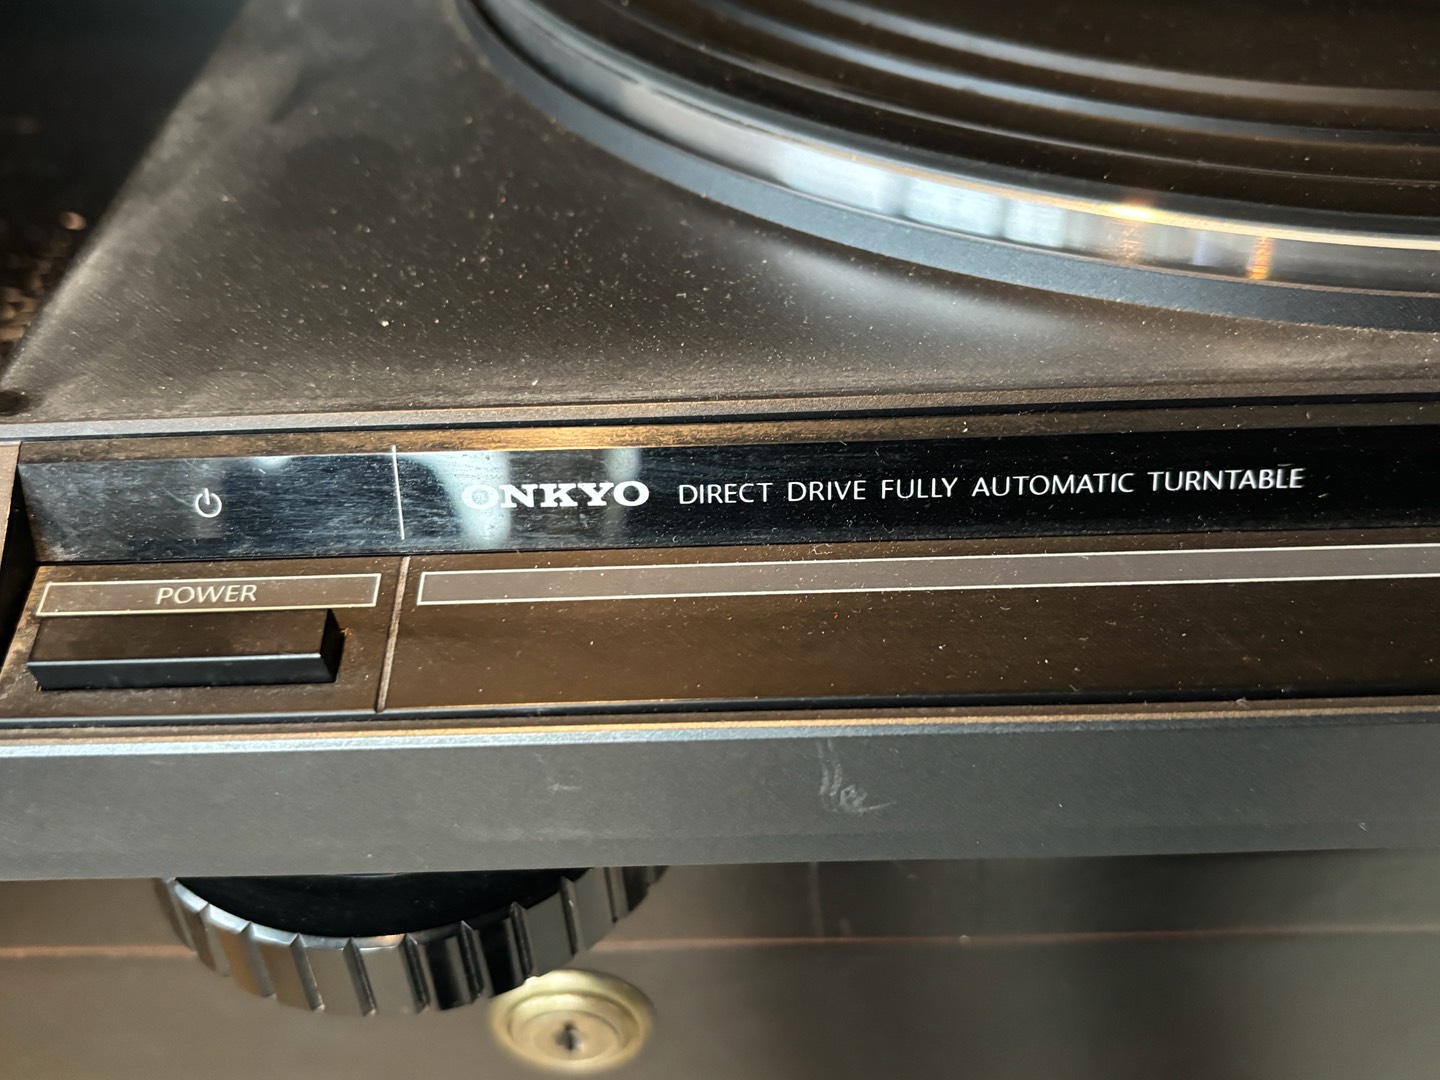 ONKYO DIRECT DRIVE FULLY AUTOMATIC TURNTABLE
POWER